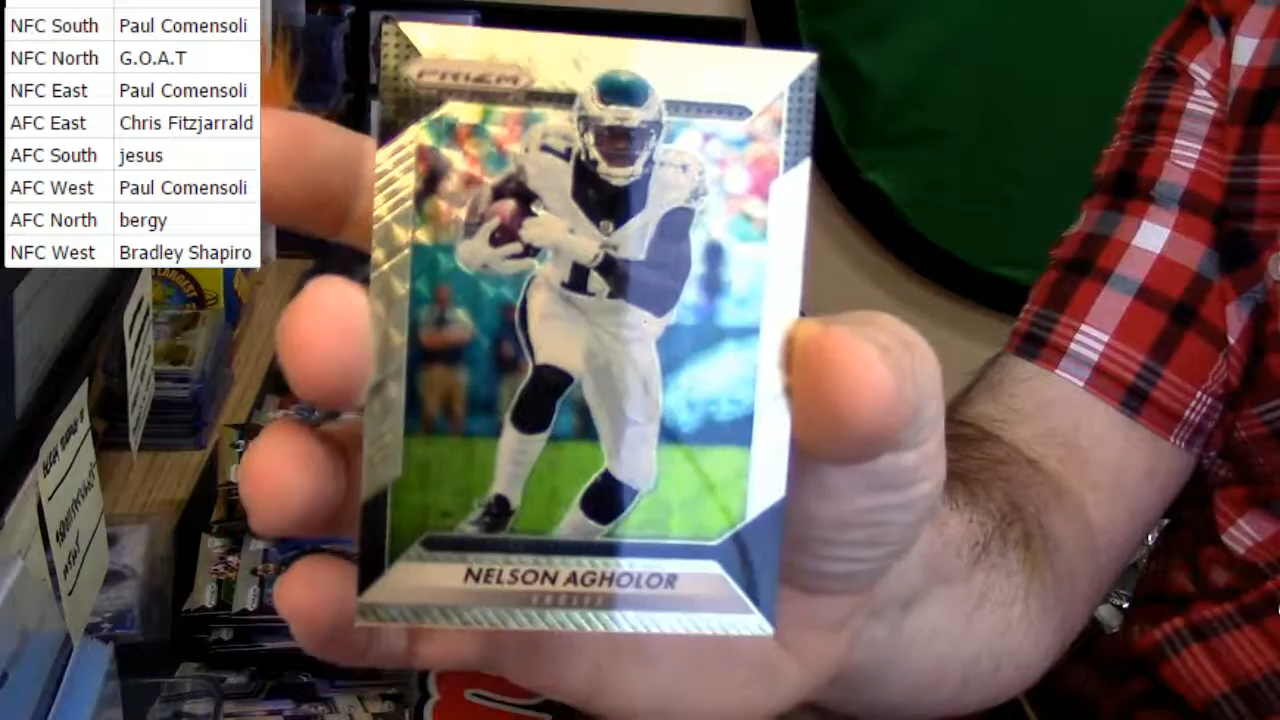 NFC South Paul Comensoli
NFC North G.O.A.T
NFC East Paul Comensoli
AFC East Chris Fitzjarrald
AFC South jesus
AFC West Paul Comensoli
AFC North bergy
NFC West Bradley Shapiro
PRIZM
NELSON AGHOLOR
EAGLES